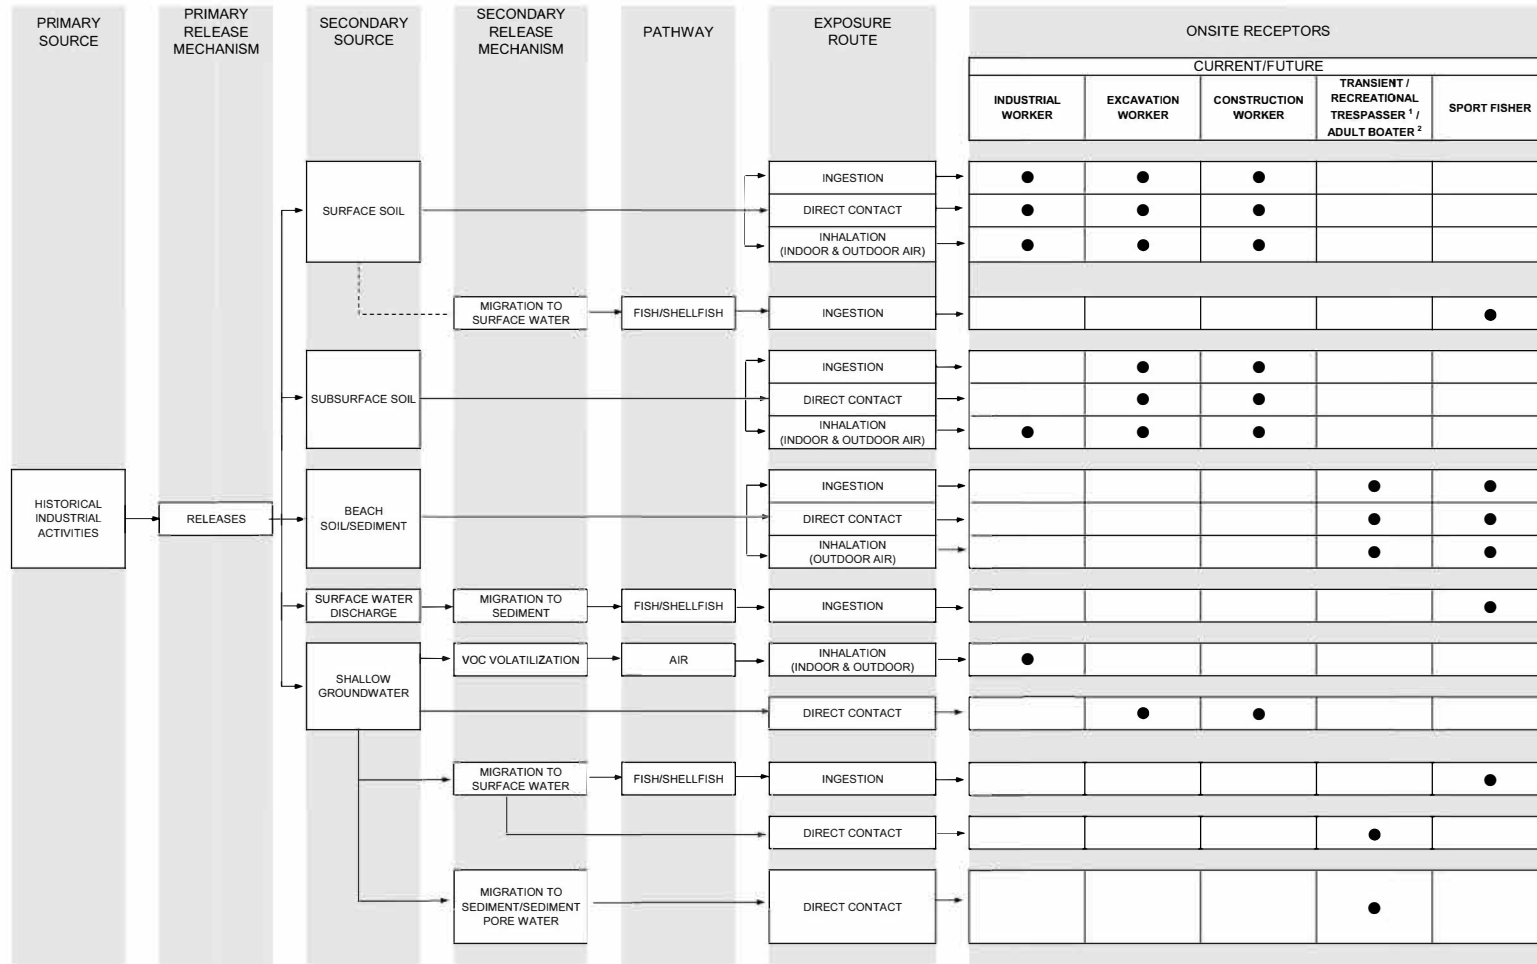 PRIMARY
SOURCE
PRIMARY
RELEASE
MECHANISM
SECONDARY
SOURCE
SECONDARY
RELEASE
MECHANISM
PATHWAY
EXPOSURE
ROUTE
ONSITE RECEPTORS
CURRENT/FUTURE
INDUSTRIAL
WORKER
EXCAVATION
WORKER
CONSTRUCTION
WORKER
TRANSIENT /
RECREATIONAL
TRESPASSER 1 /
ADULT BOATER 2
SPORT FISHER
SURFACE SOIL
INGESTION
DIRECT CONTACT
INHALATION
(INDOOR & OUTDOOR AIR)
MIGRATION TO
SURFACE WATER
FISH/SHELLFISH
INGESTION
SUBSURFACE SOIL
INGESTION
DIRECT CONTACT
INHALATION
(INDOOR & OUTDOOR AIR)
HISTORICAL
INDUSTRIAL
ACTIVITIES
RELEASES
BEACH
SOIL/SEDIMENT
INGESTION
DIRECT CONTACT
INHALATION
(OUTDOOR AIR)
SURFACE WATER
DISCHARGE
MIGRATION TO
SEDIMENT
FISH/SHELLFISH
INGESTION
SHALLOW
GROUNDWATER
VOC VOLATILIZATION
AIR
INHALATION
(INDOOR & OUTDOOR)
DIRECT CONTACT
MIGRATION TO
SURFACE WATER
FISH/SHELLFISH
INGESTION
DIRECT CONTACT
MIGRATION TO
SEDIMENT/SEDIMENT
PORE WATER
DIRECT CONTACT